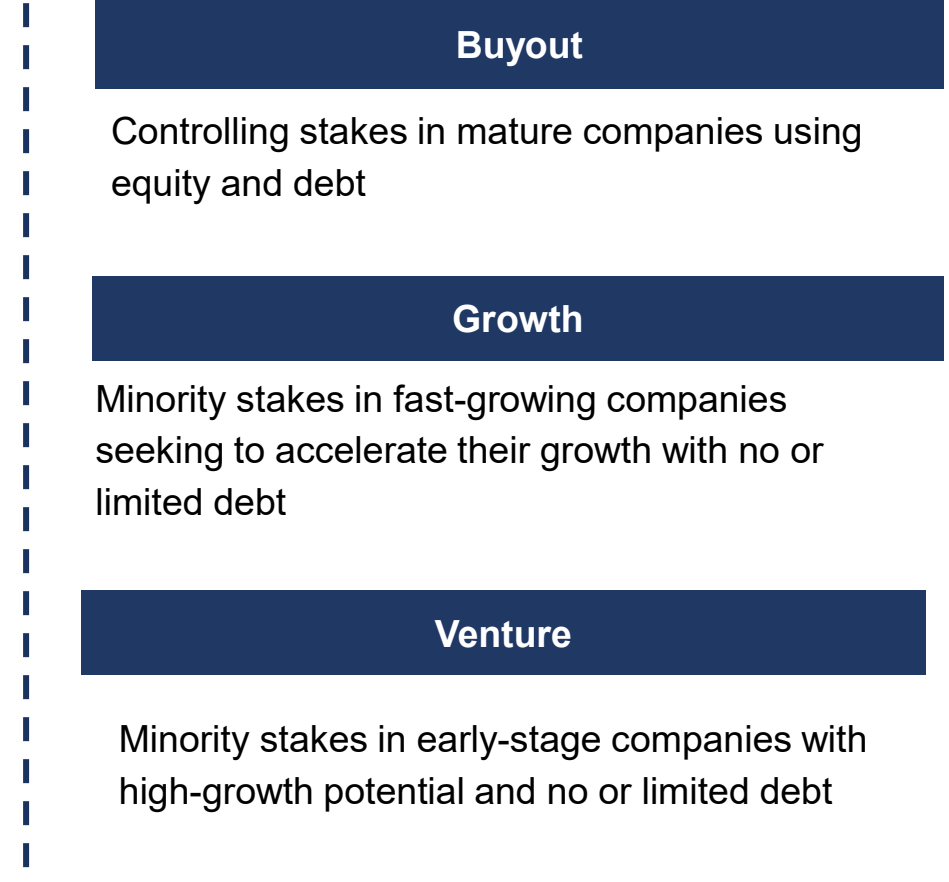 Buyout
Controlling stakes in mature companies using
equity and debt
Growth
Minority stakes in fast-growing companies
seeking to accelerate their growth with no or
limited debt
Venture
Minority stakes in early-stage companies with
high-growth potential and no or limited debt